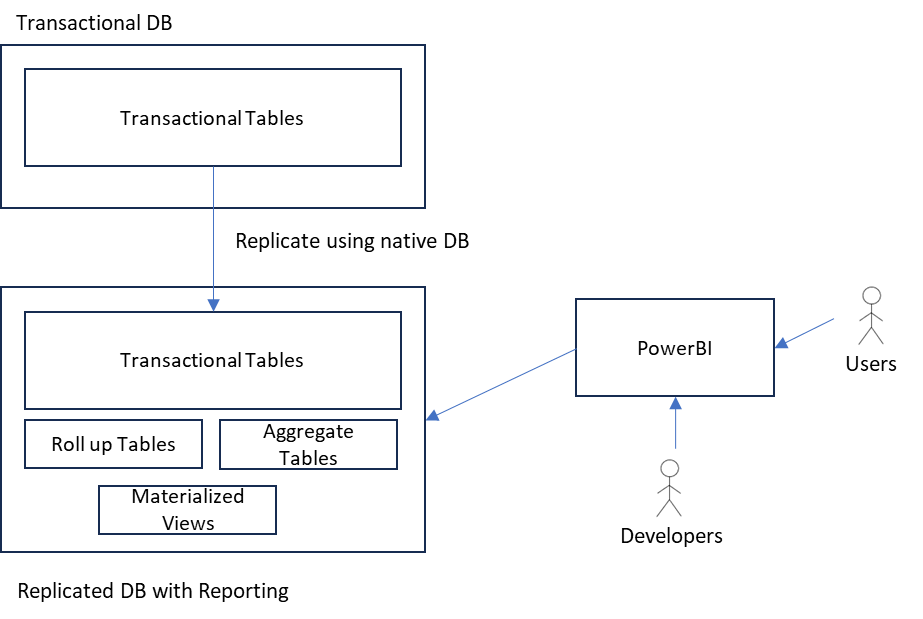 Transactional DB
Transactional Tables
Replicate using native DB
Transactional Tables
PowerBI
Users
Roll up Tables
Aggregate
Tables
Materialized
Views
Developers
Replicated DB with Reporting